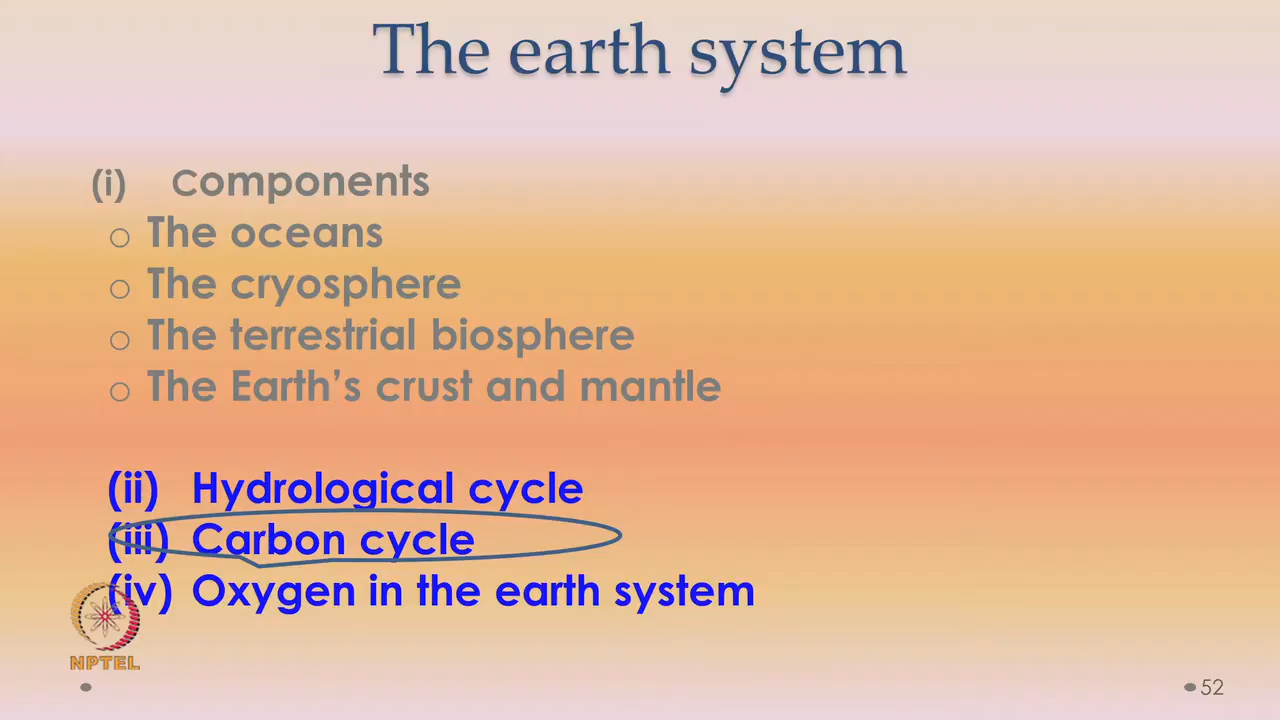 The earth system
(i) Components
o The oceans
o The cryosphere
o The terrestrial biosphere
o The Earth's crust and mantle
(ii) Hydrological cycle
(iii) Carbon cycle
(iv) Oxygen in the earth system
NPTEL
52